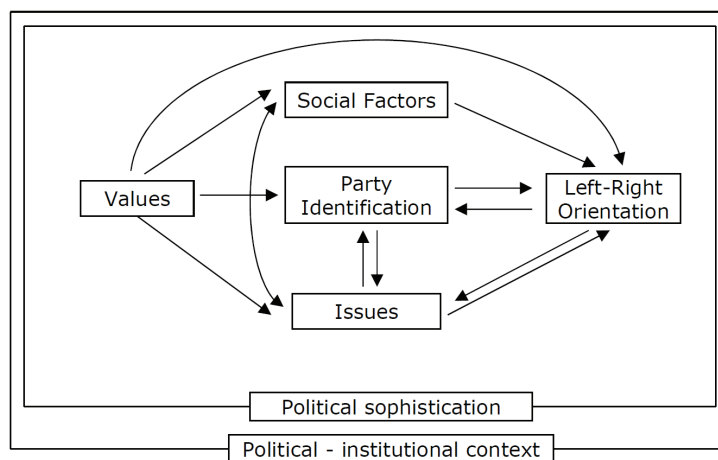 Social Factors
Values
Party
Identification
Left-Right
Orientation
Issues
Political sophistication
Political - institutional context